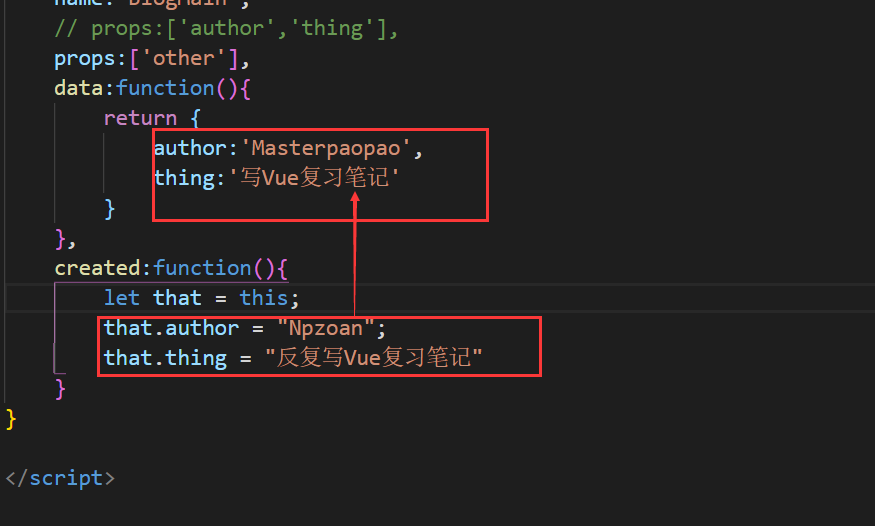 name:'BlogMain',
// props:['author','thing'],
props:['other'],
data:function(){
return {
author:'Masterpaopao',
thing:'写Vue复习笔记'
}
},
created:function(){
let that = this;
that.author = "Npzoan";
that.thing = "反复写Vue复习笔记"
}
}
</script>